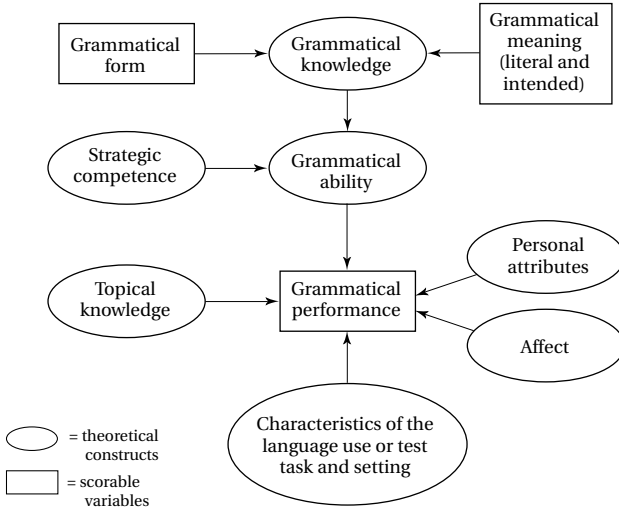 Grammatical
form
Grammatical
knowledge
Grammatical
meaning
(literal and
intended)
Strategic
competence
Grammatical
ability
Topical
knowledge
Grammatical
performance
Personal
attributes
Affect
Characteristics of the
language use or test
task and setting
= theoretical
constructs
= scorable
variables